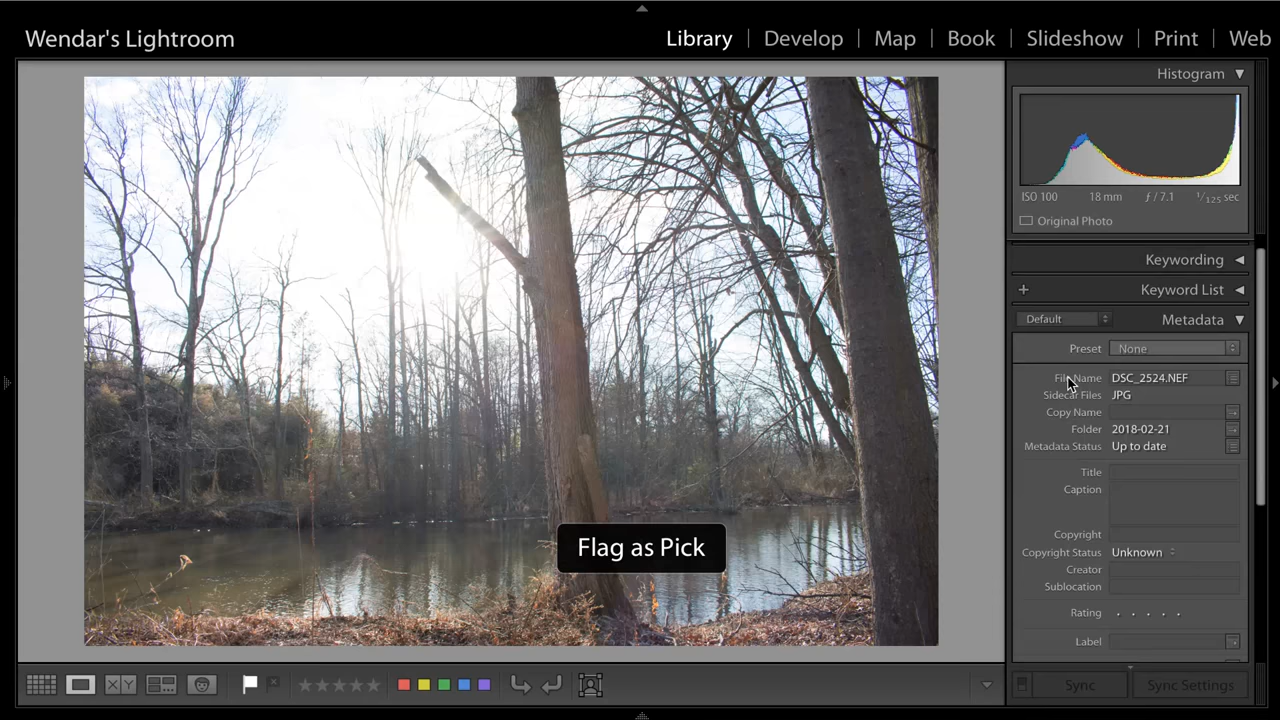 Wendar's Lightroom
Library | Develop | Map | Book | Slideshow | Print | Web
Histogram
ISO 100 18 mm ƒ / 7.1 1/125 sec
Original Photo
Keywording
Keyword List
Default Metadata
Preset None
File Name DSC_2524.NEF
Sidecar Files JPG
Copy Name
Folder 2018-02-21
Metadata Status Up to date
Title
Caption
Copyright
Copyright Status Unknown
Creator
Sublocation
Rating
Label
Flag as Pick
X Y
Sync Sync Settings